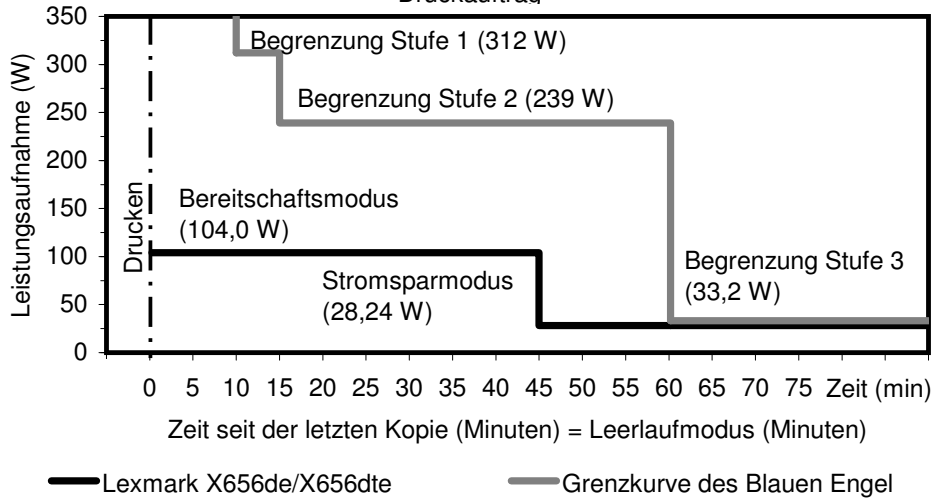 Druckauftrag
350
300
250
200
150
100
50
0
Leistungsaufnahme (W)
Drucken
Begrenzung Stufe 1 (312 W)
Begrenzung Stufe 2 (239 W)
Bereitschaftsmodus
(104,0 W)
Stromsparmodus
(28,24 W)
Begrenzung Stufe 3
(33,2 W)
0 5 10 15 20 25 30 35 40 45 50 55 60 65 70 75 Zeit (min)
Zeit seit der letzten Kopie (Minuten) = Leerlaufmodus (Minuten)
Lexmark X656de/X656dte
Grenzkurve des Blauen Engel